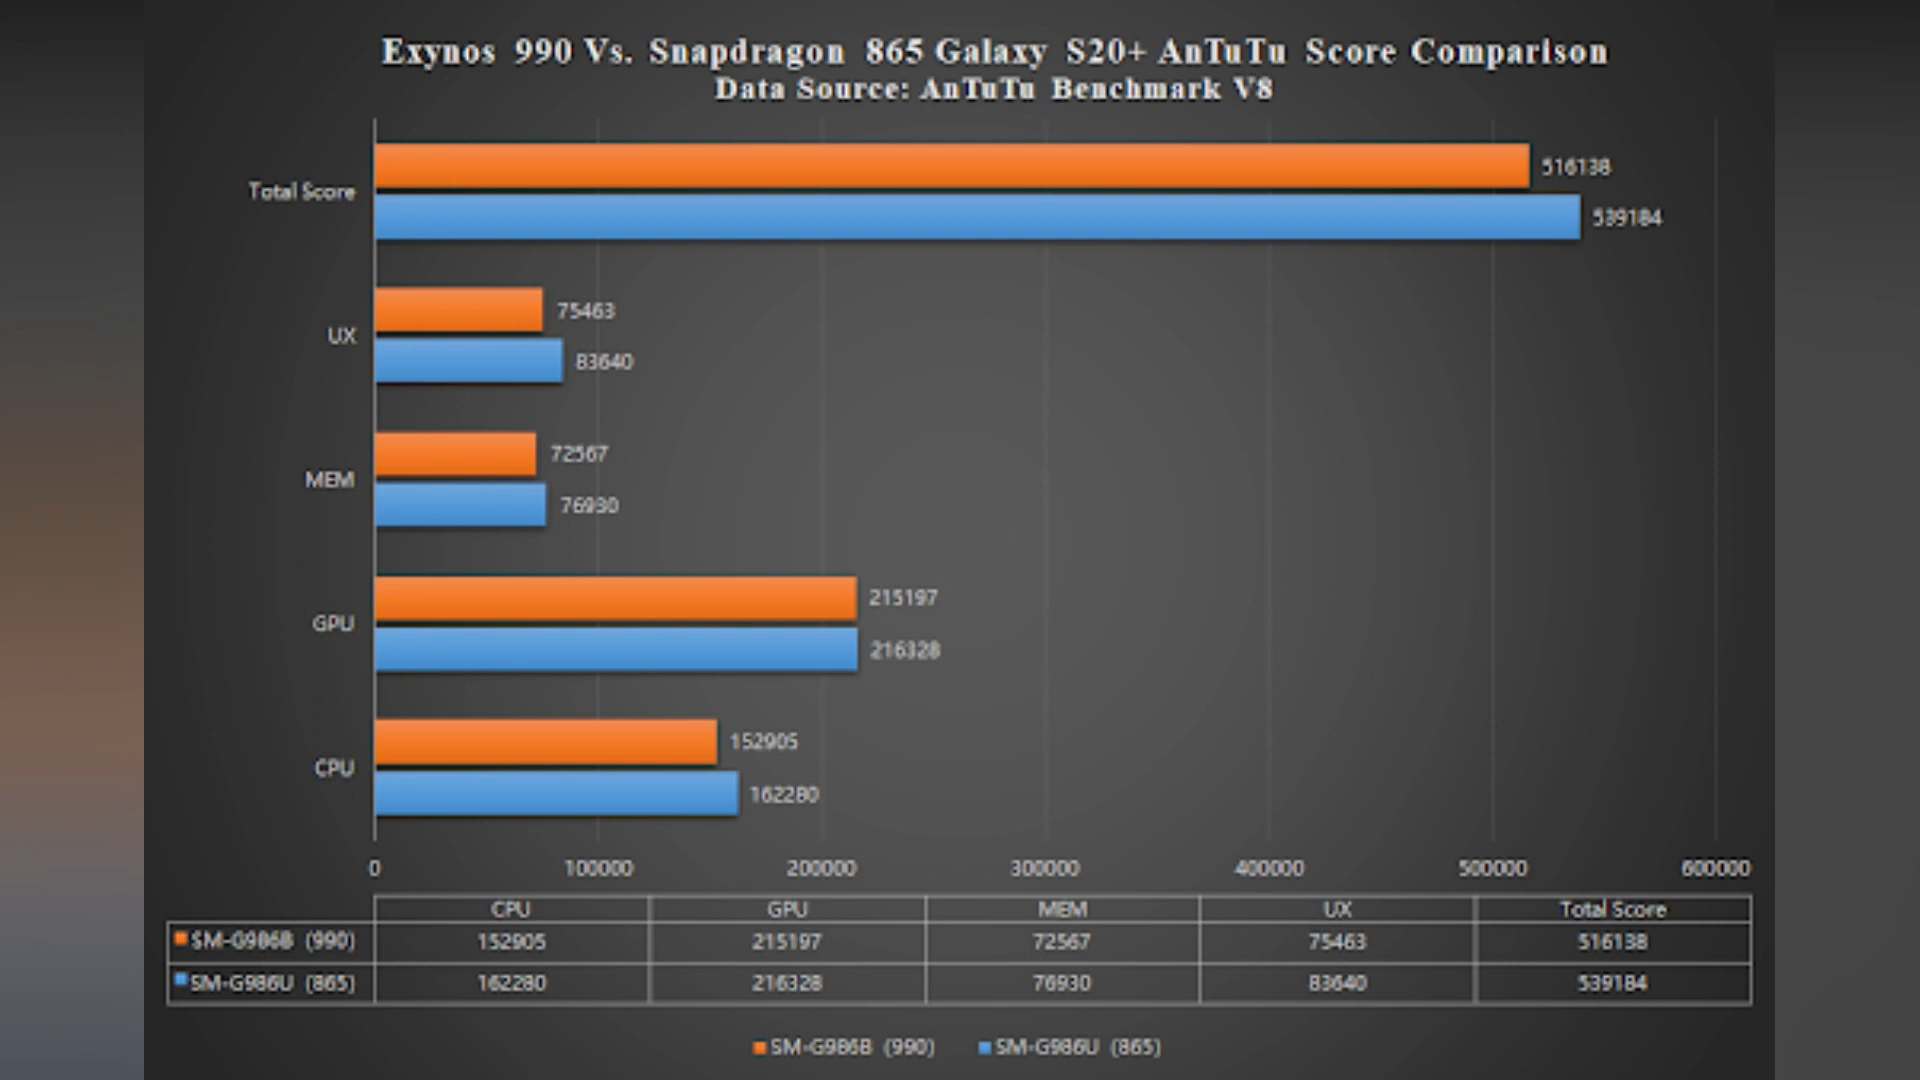 Exynos 990 Vs. Snapdragon 865 Galaxy S20+ AnTuTu Score Comparison
Data Source: AnTuTu Benchmark V8
Total Score
516138
539184
UX
75463
83640
MEM
72567
76930
GPU
215197
216328
CPU
152905
162280
0 100000 200000 300000 400000 500000 600000
CPU GPU MEM UX Total Score
SM-G986B (990) 152905 215197 72567 75463 516138
SM-G986U (865) 162280 216328 76930 83640 539184
SM-G986B (990) SM-G986U (865)